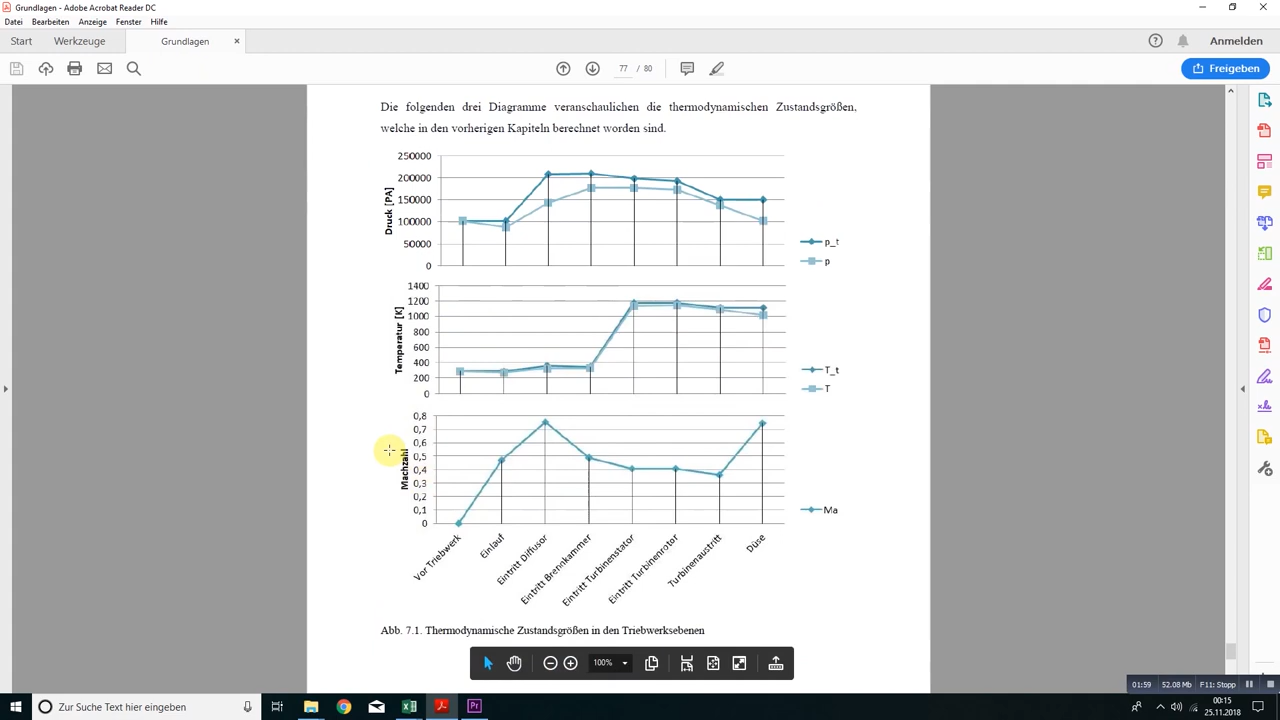 Grundlagen - Adobe Acrobat Reader DC
Datei Bearbeiten Anzeige Fenster Hilfe
Start Werkzeuge Grundlagen × Anmelden
77 / 80 Freigeben
Die folgenden drei Diagramme veranschaulichen die thermodynamischen Zustandsgrößen,
welche in den vorherigen Kapiteln berechnet worden sind.
Druck [PA]
250000
200000
150000
100000
50000
0
p_t
p
Temperatur [K]
1400
1200
1000
800
600
400
200
0
T_t
T
Machzahl
0,8
0,7
0,6
0,5
0,4
0,3
0,2
0,1
0
Ma
Vor Triebwerk
Einlauf
Eintritt Diffusor
Eintritt Brennkammer
Eintritt Turbinenstator
Eintritt Turbinenrotor
Turbinenaustritt
Düse
Abb. 7.1. Thermodynamische Zustandsgrößen in den Triebwerksebenen
100%
01:59 52.08 Mb F11: Stopp
Zur Suche Text hier eingeben
00:15
25.11.2018